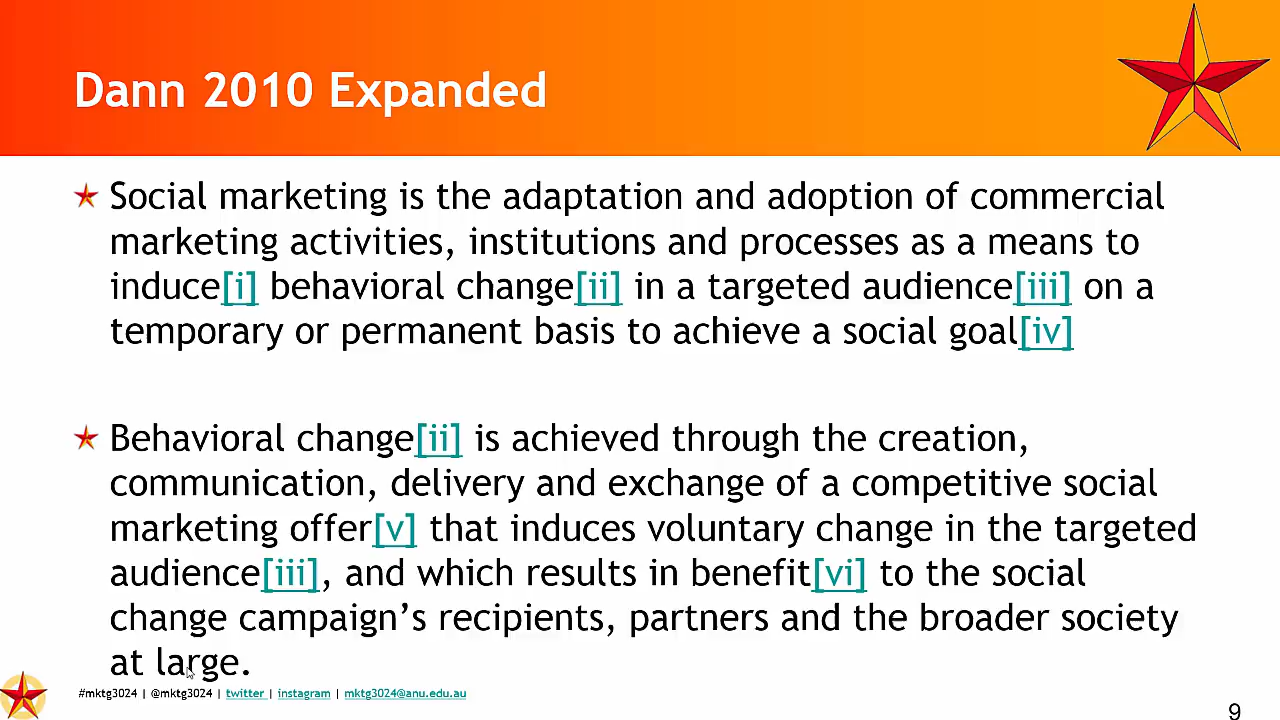 Dann 2010 Expanded
Social marketing is the adaptation and adoption of commercial
marketing activities, institutions and processes as a means to
induce[i] behavioral change[ii] in a targeted audience[iii] on a
temporary or permanent basis to achieve a social goal[iv]
Behavioral change[ii] is achieved through the creation,
communication, delivery and exchange of a competitive social
marketing offer[v] that induces voluntary change in the targeted
audience[iii], and which results in benefit[vi] to the social
change campaign’s recipients, partners and the broader society
at large.
#mktg3024 | @mktg3024 | twitter | instagram | mktg3024@anu.edu.au
9